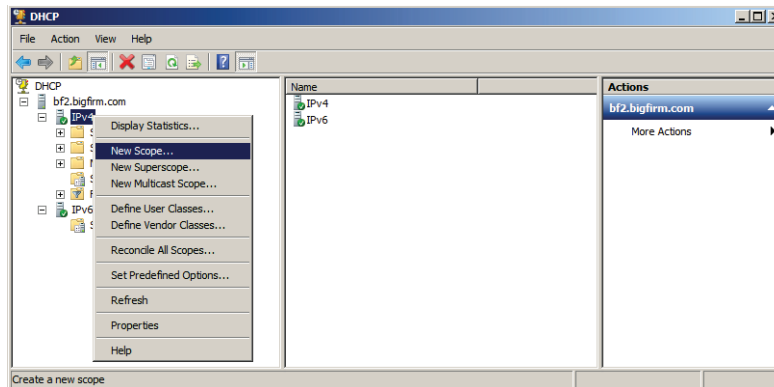 DHCP
File Action View Help
DHCP
bf2.bigfirm.com
IPv4
IPv6
Display Statistics...
New Scope...
New Superscope...
New Multicast Scope...
Define User Classes...
Define Vendor Classes...
Reconcile All Scopes...
Set Predefined Options...
Refresh
Properties
Help
Name
IPv4
IPv6
Actions
bf2.bigfirm.com
More Actions
Create a new scope